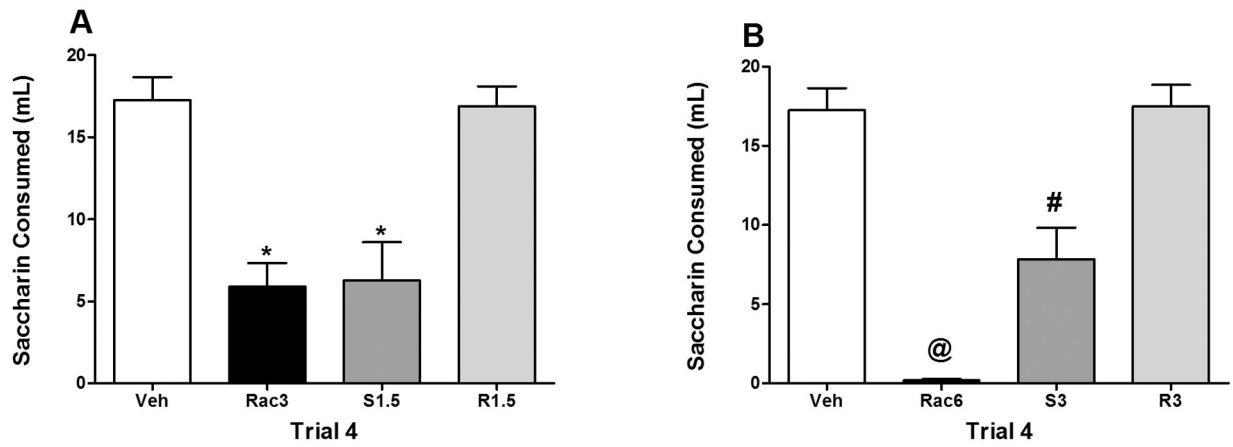 A
Saccharin Consumed (mL)
20
15
10
5
0
*
*
Veh
Rac3
S1.5
R1.5
Trial 4
B
Saccharin Consumed (mL)
20
15
10
5
0
@
#
Veh
Rac6
S3
R3
Trial 4